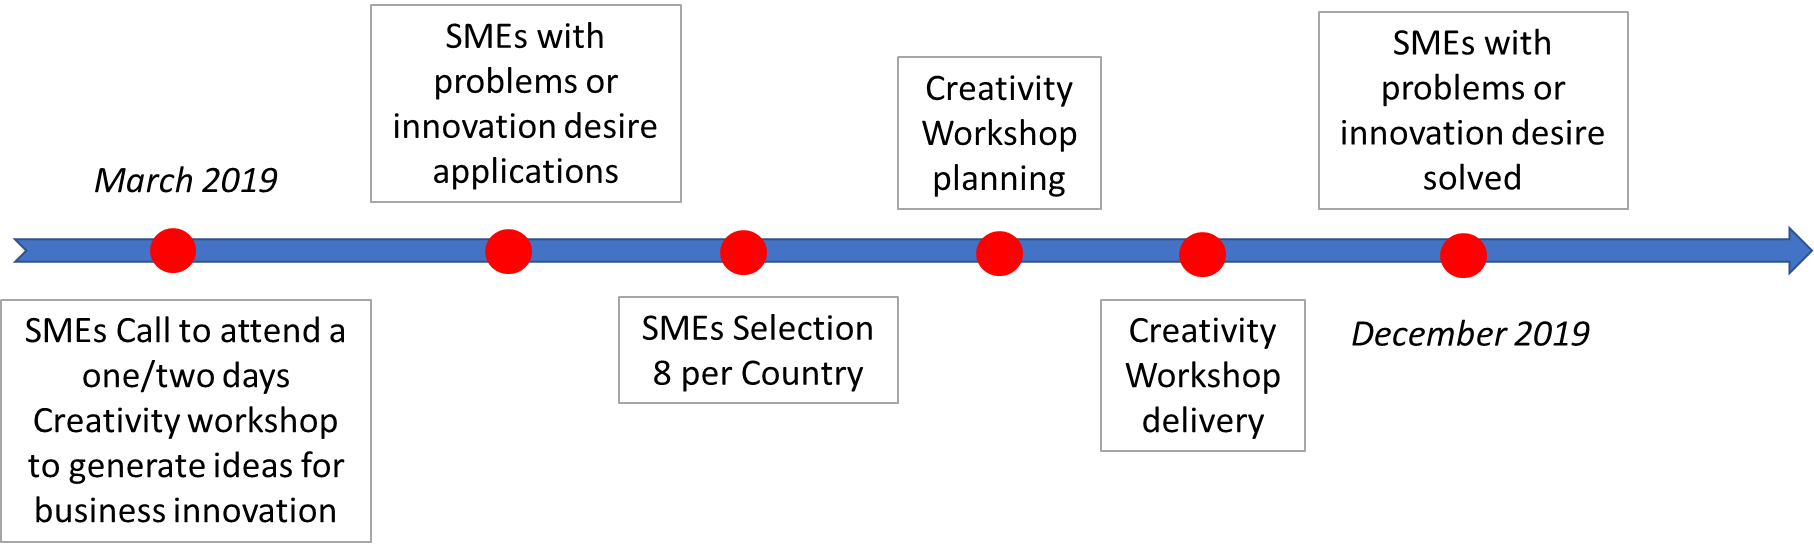 March 2019
SMEs Call to attend a
one/two days
Creativity workshop
to generate ideas for
business innovation
SMEs with
problems or
innovation desire
applications
SMEs Selection
8 per Country
Creativity
Workshop
planning
Creativity
Workshop
delivery
SMEs with
problems or
innovation desire
solved
December 2019